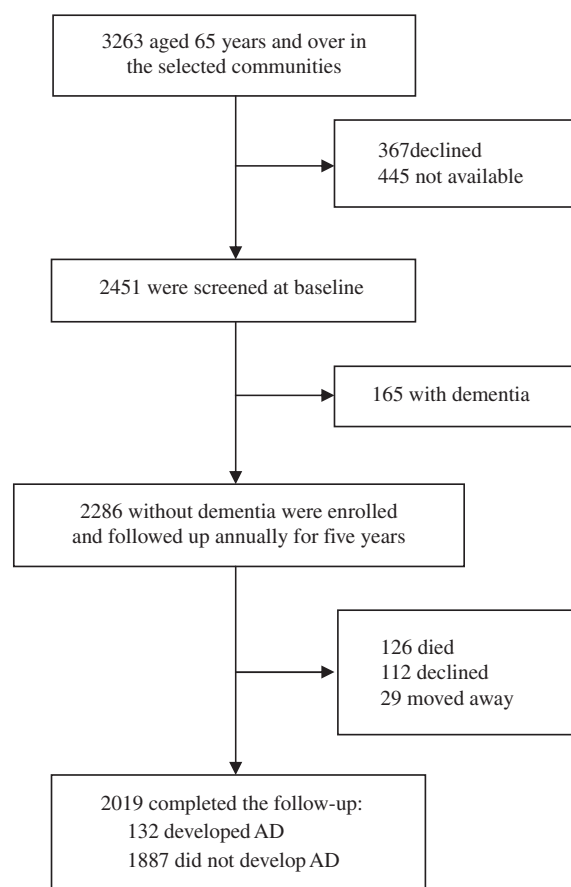 3263 aged 65 years and over in
the selected communities
367declined
445 not available
2451 were screened at baseline
165 with dementia
2286 without dementia were enrolled
and followed up annually for five years
126 died
112 declined
29 moved away
2019 completed the follow-up:
132 developed AD
1887 did not develop AD